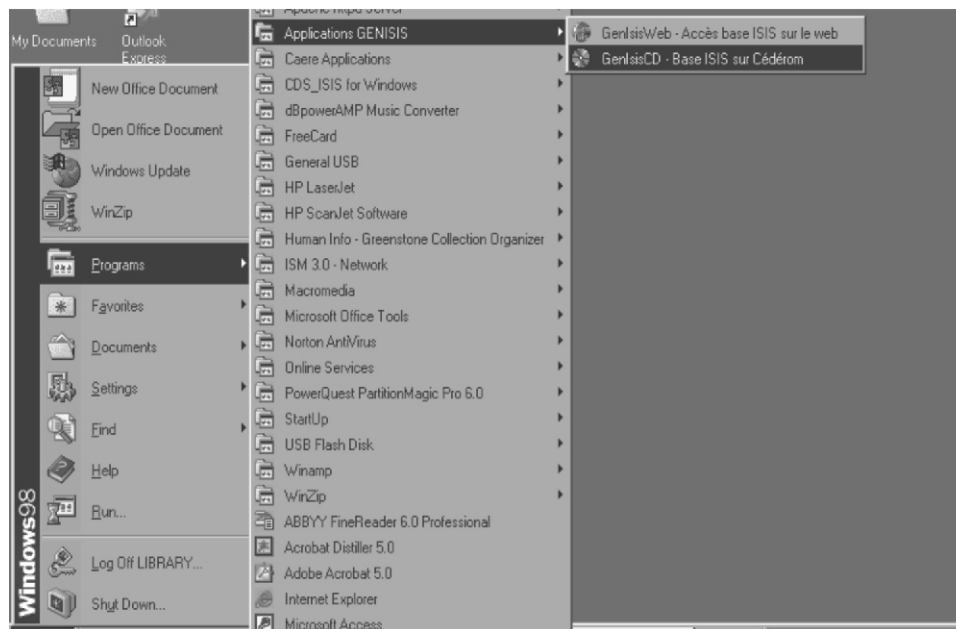 My Documents
Outlook
Express
New Office Document
Open Office Document
Windows Update
WinZip
Programs
Favorites
Documents
Settings
Find
Help
Run...
Log Off LIBRARY...
Shut Down...
Windows98
Apache httpd Server
Applications GENISIS
Caere Applications
CDS_ISIS for Windows
dBpowerAMP Music Converter
FreeCard
General USB
HP LaserJet
HP ScanJet Software
Human Info - Greenstone Collection Organizer
ISM 3.0 - Network
Macromedia
Microsoft Office Tools
Norton AntiVirus
Online Services
PowerQuest PartitionMagic Pro 6.0
StartUp
USB Flash Disk
Winamp
WinZip
ABBYY FineReader 6.0 Professional
Acrobat Distiller 5.0
Adobe Acrobat 5.0
Internet Explorer
Microsoft Access
GenIsisWeb - Accès base ISIS sur le web
GenIsisCD - Base ISIS sur Cédérom